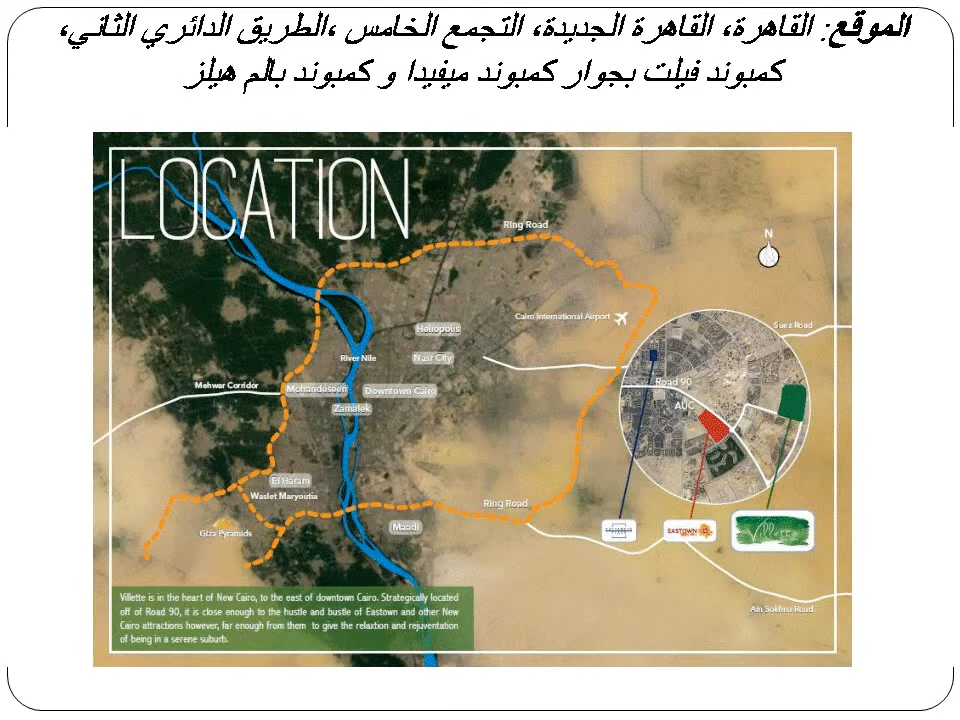 الموقع: القاهرة، القاهرة الجديدة، التجمع الخامس ،الطريق الدائري الثاني،
كمبوند فيلت بجوار كمبوند ميفيدا و كمبوند بالم هيلز
LOCATION
Ring Road
N
Cairo International Airport
Suez Road
Heliopolis
River Nile
Nasr City
Mehwar Corridor
Mohandeseen
Downtown Cairo
Road 90
Zamalek
AUC
El Haram
Waslet Maryoutia
Ring Road
Giza Pyramids
Maadi
EASTOWN
Villette
Ain Sokhna Road
Villette is in the heart of New Cairo, to the east of downtown Cairo. Strategically located
off of Road 90, it is close enough to the hustle and bustle of Eastown and other New
Cairo attractions however, far enough from them to give the relaxtion and rejuventation
of being in a serene suburb.